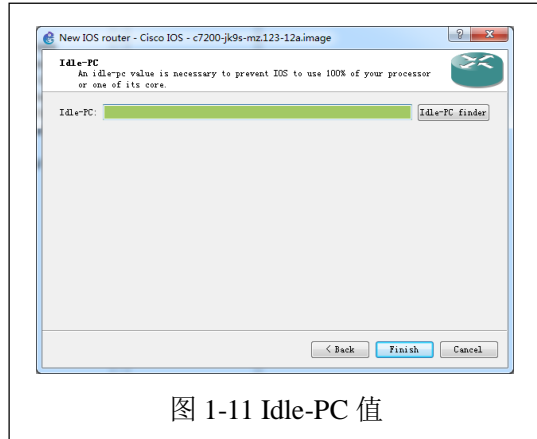 New IOS router - Cisco IOS - c7200-jk9s-mz.123-12a.image
Idle-PC
An idle-pc value is necessary to prevent IOS to use 100% of your processor
or one of its core.
Idle-PC:
Idle-PC finder
< Back
Finish
Cancel
图 1-11 Idle-PC 值